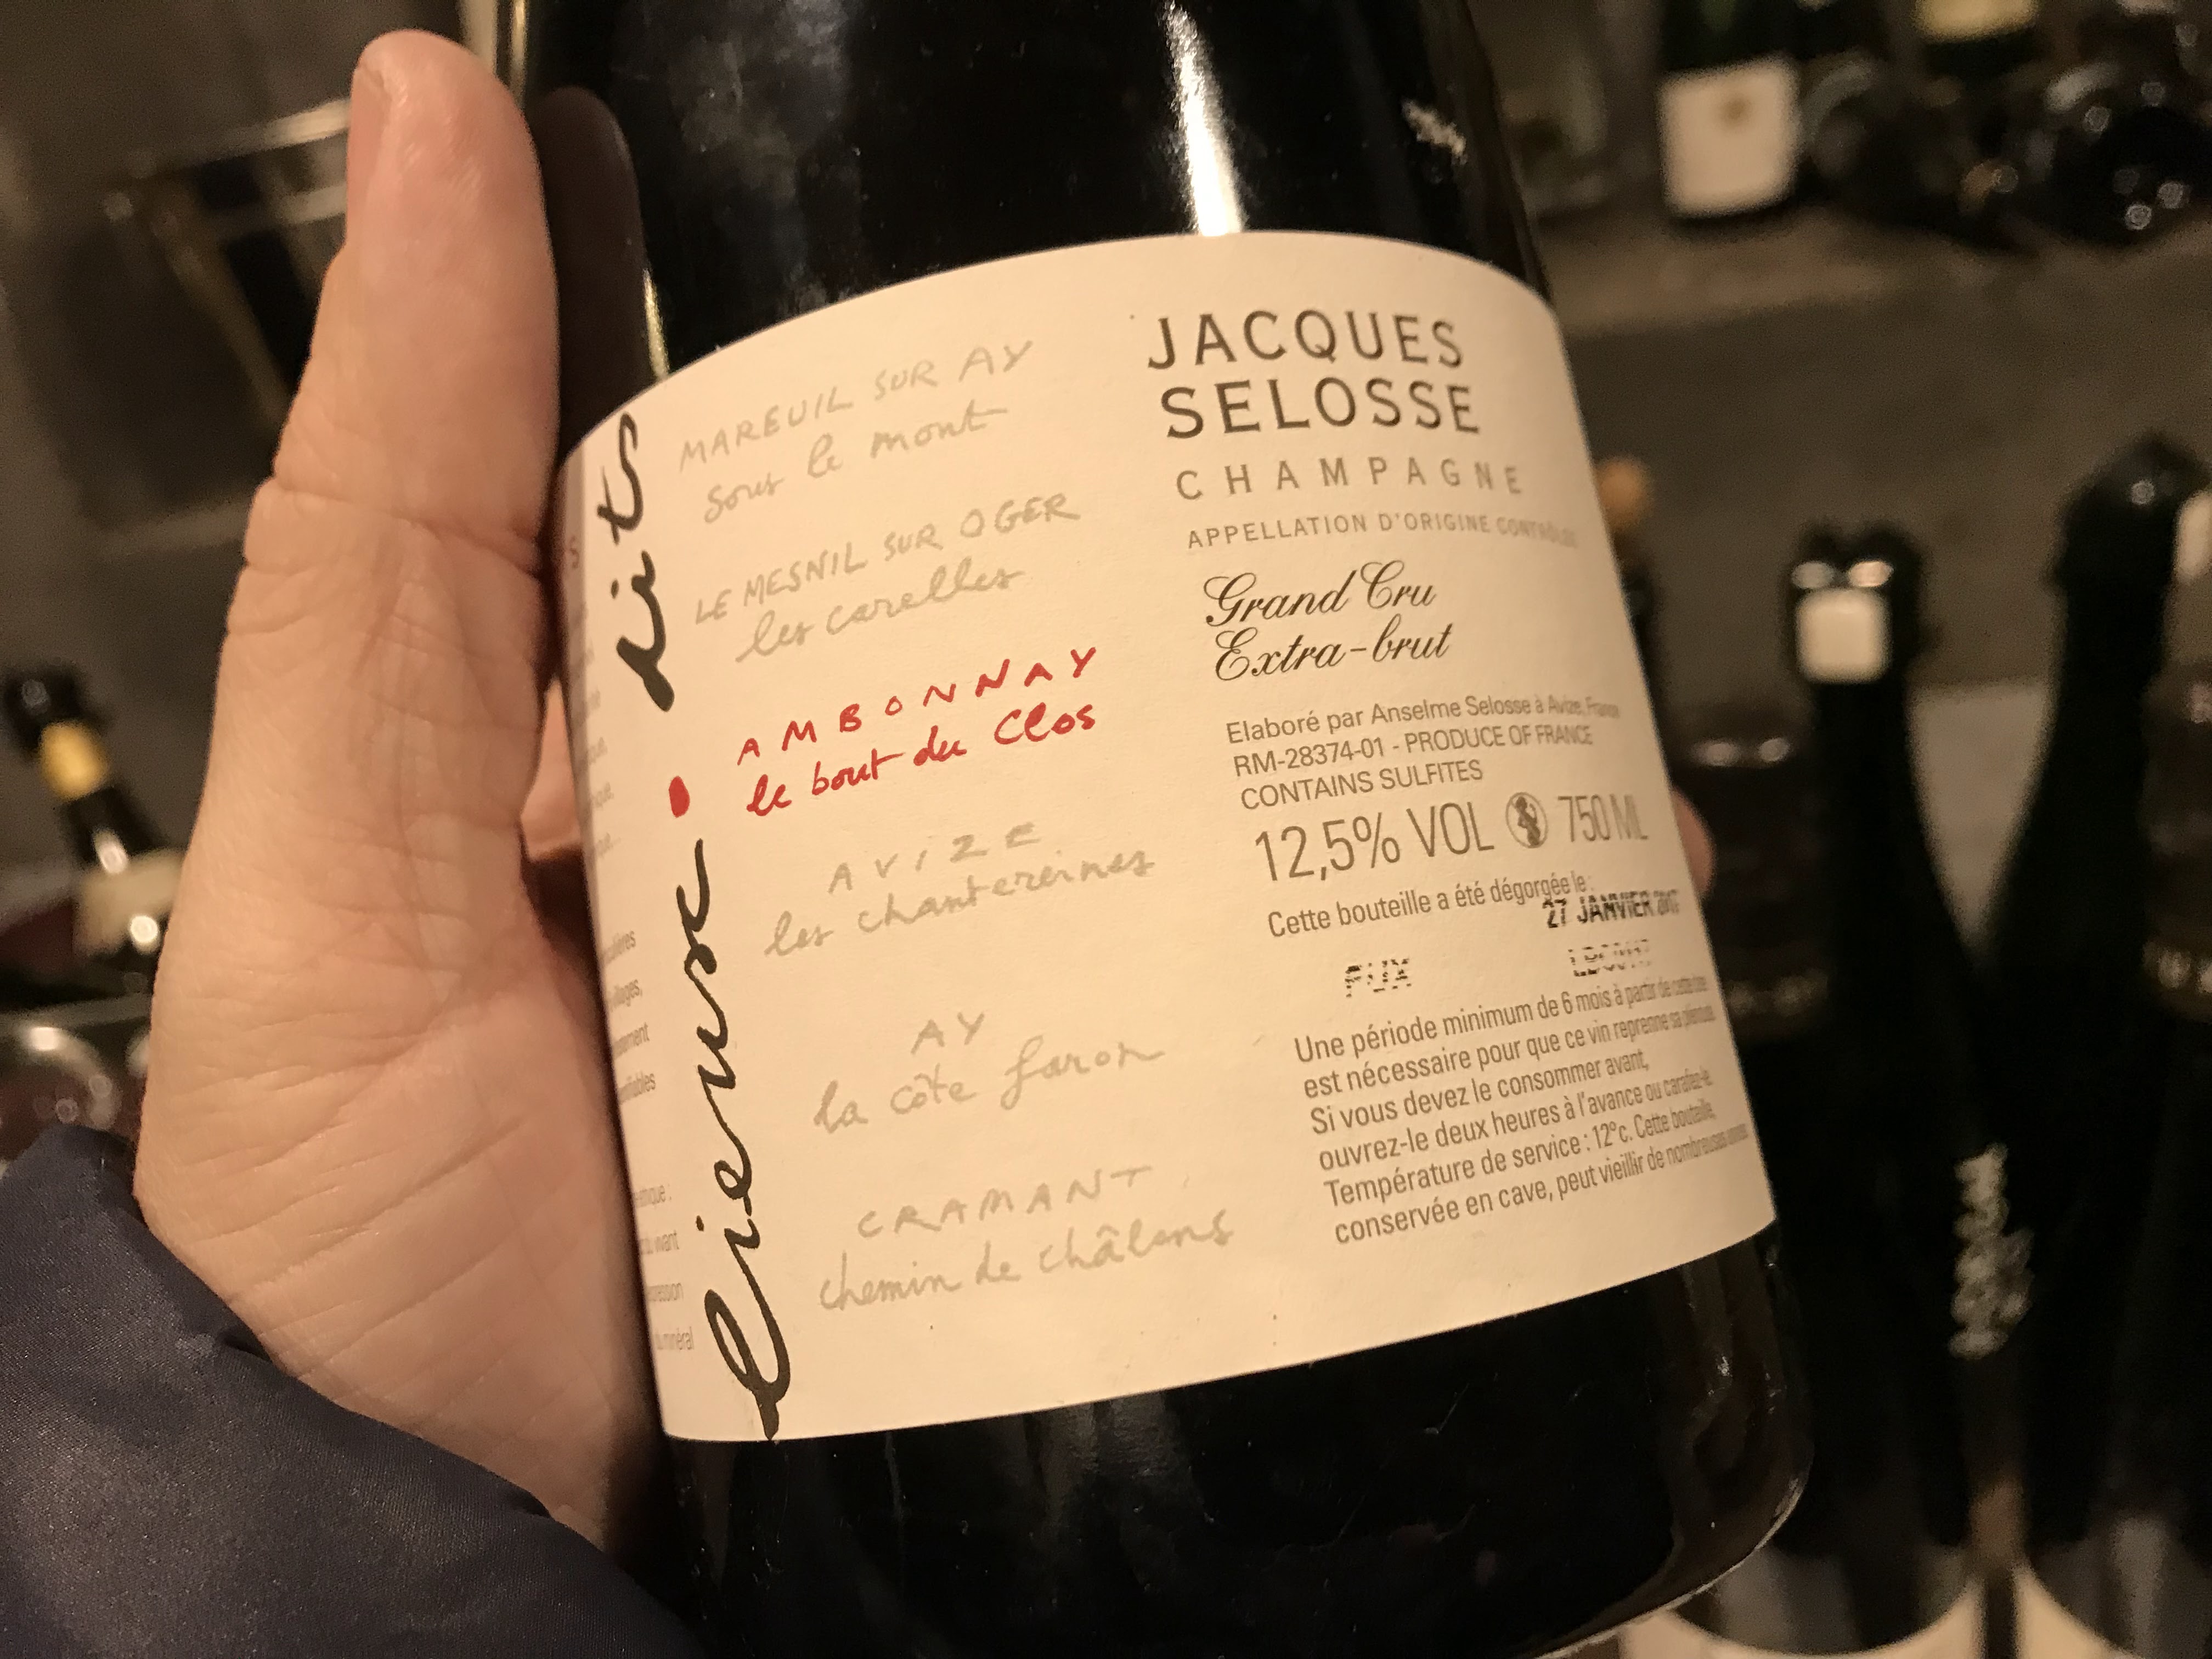 lieux dits
MAREUIL SUR AY
sous le mont
LE MESNIL SUR OGER
les carelles
AMBONNAY
le bout du Clos
AVIZE
les chantereines
AY
la côte faron
CRAMANT
chemin de châlons
JACQUES
SELOSSE
CHAMPAGNE
APPELLATION D'ORIGINE CONTRÔLÉE
Grand Cru
Extra-brut
Elaboré par Anselme Selosse à Avize, France
RM-28374-01 - PRODUCE OF FRANCE
CONTAINS SULFITES
12,5% VOL 750 ML
Cette bouteille a été dégorgée le :
27 JANVIER 2017
Une période minimum de 6 mois à partir de cette date
est nécessaire pour que ce vin reprenne sa plénitude.
Si vous devez le consommer avant,
ouvrez-le deux heures à l'avance ou carafez-le.
Température de service : 12°c. Cette bouteille,
conservée en cave, peut vieillir de nombreuses années